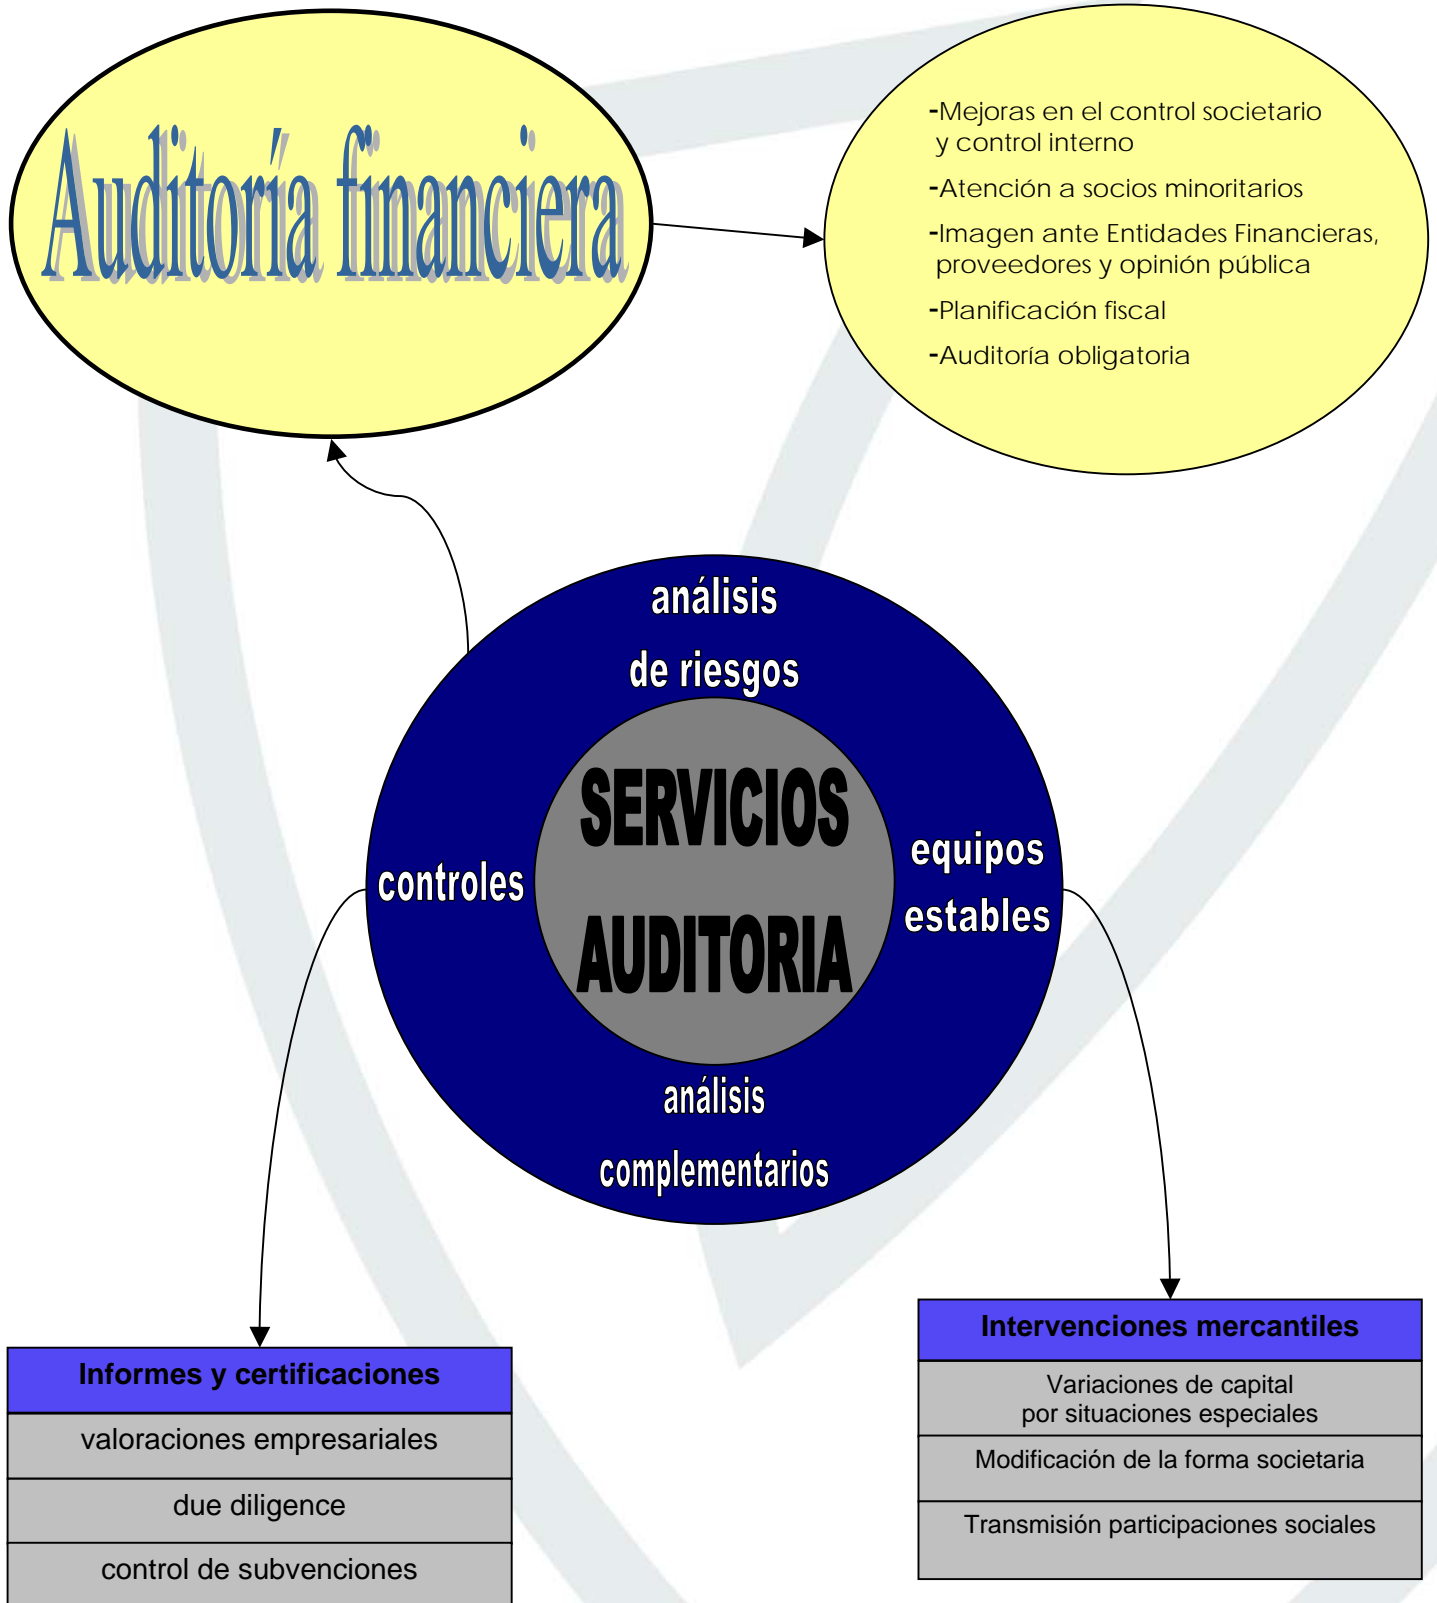 Auditoría financiera
-Mejoras en el control societario
y control interno
-Atención a socios minoritarios
-Imagen ante Entidades Financieras,
proveedores y opinión pública
-Planificación fiscal
-Auditoría obligatoria
análisis
de riesgos
SERVICIOS
AUDITORIA
controles
equipos
estables
análisis
complementarios
Informes y certificaciones
valoraciones empresariales
due diligence
control de subvenciones
Intervenciones mercantiles
Variaciones de capital
por situaciones especiales
Modificación de la forma societaria
Transmisión participaciones sociales